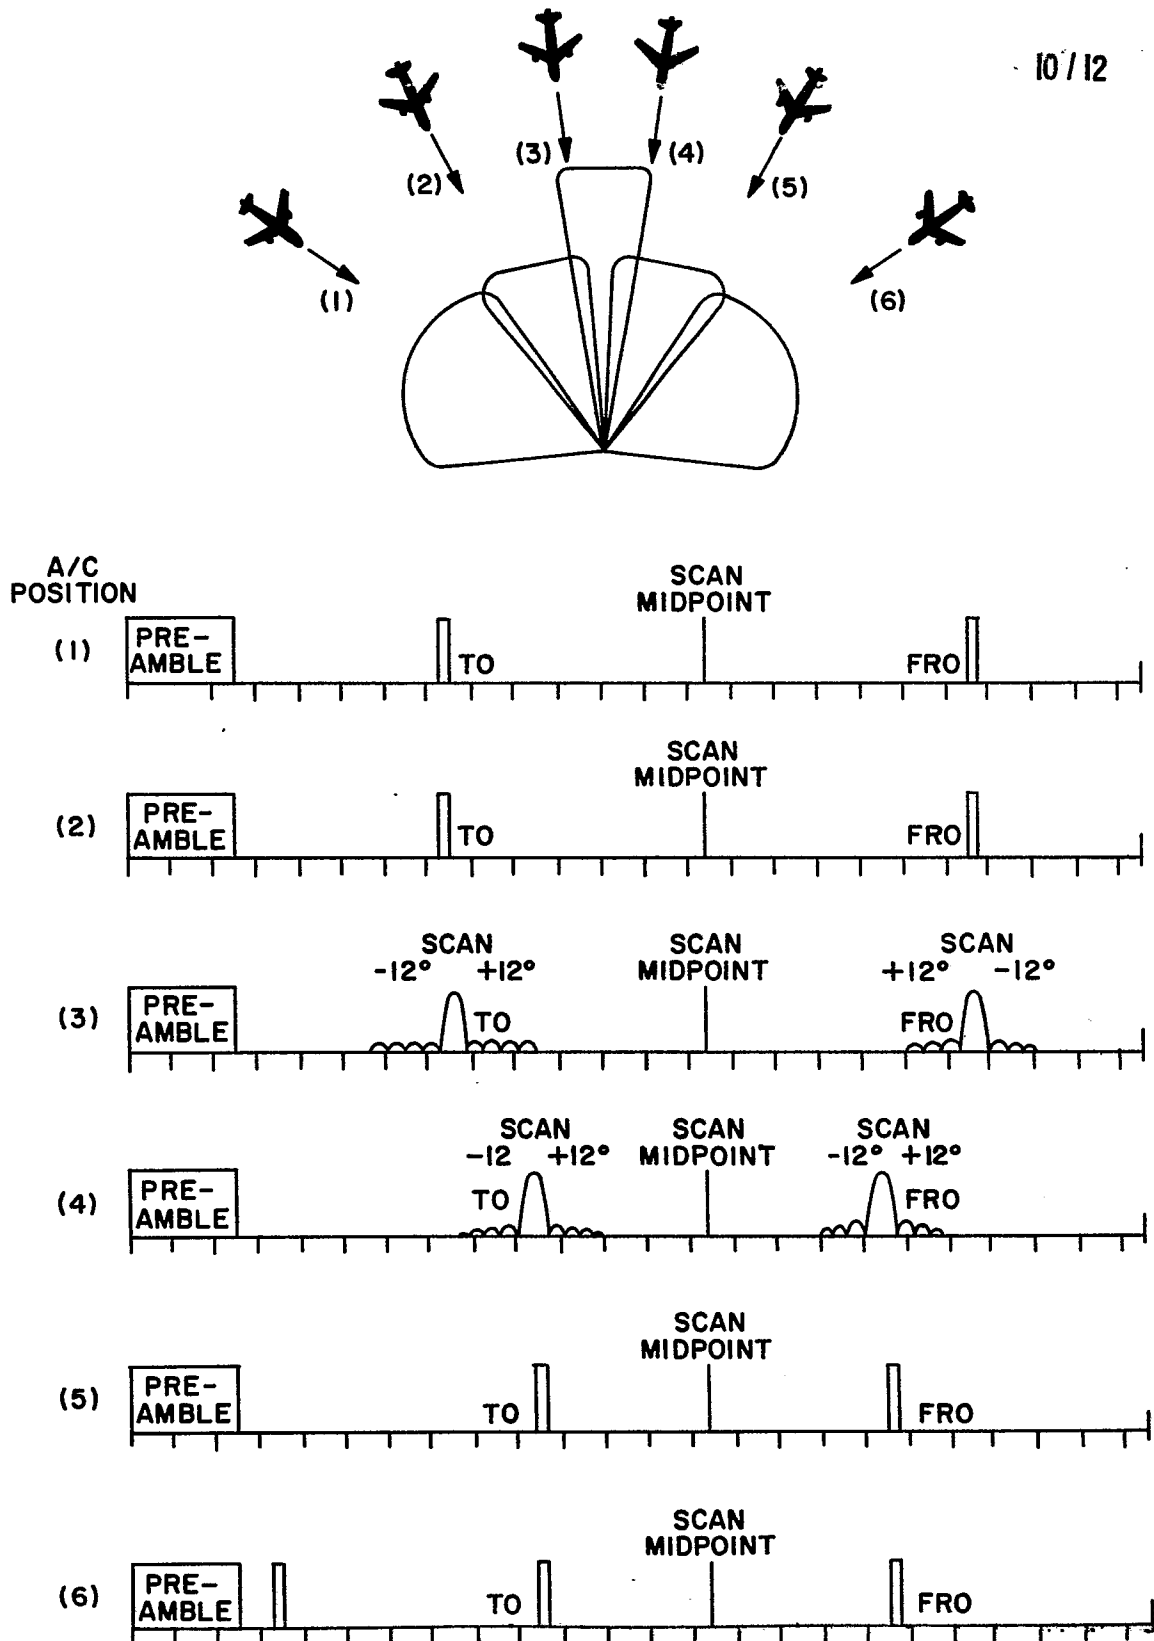 10/12
(3) (4)
(2) (5)
(1) (6)
A/C
POSITION
SCAN
MIDPOINT
(1) PRE-
AMBLE TO FRO
SCAN
MIDPOINT
(2) PRE-
AMBLE TO FRO
SCAN SCAN SCAN
-12° +12° MIDPOINT +12° -12°
(3) PRE-
AMBLE TO FRO
SCAN SCAN SCAN
-12 +12° MIDPOINT -12° +12°
(4) PRE-
AMBLE TO FRO
SCAN
MIDPOINT
(5) PRE-
AMBLE TO FRO
SCAN
MIDPOINT
(6) PRE-
AMBLE TO FRO